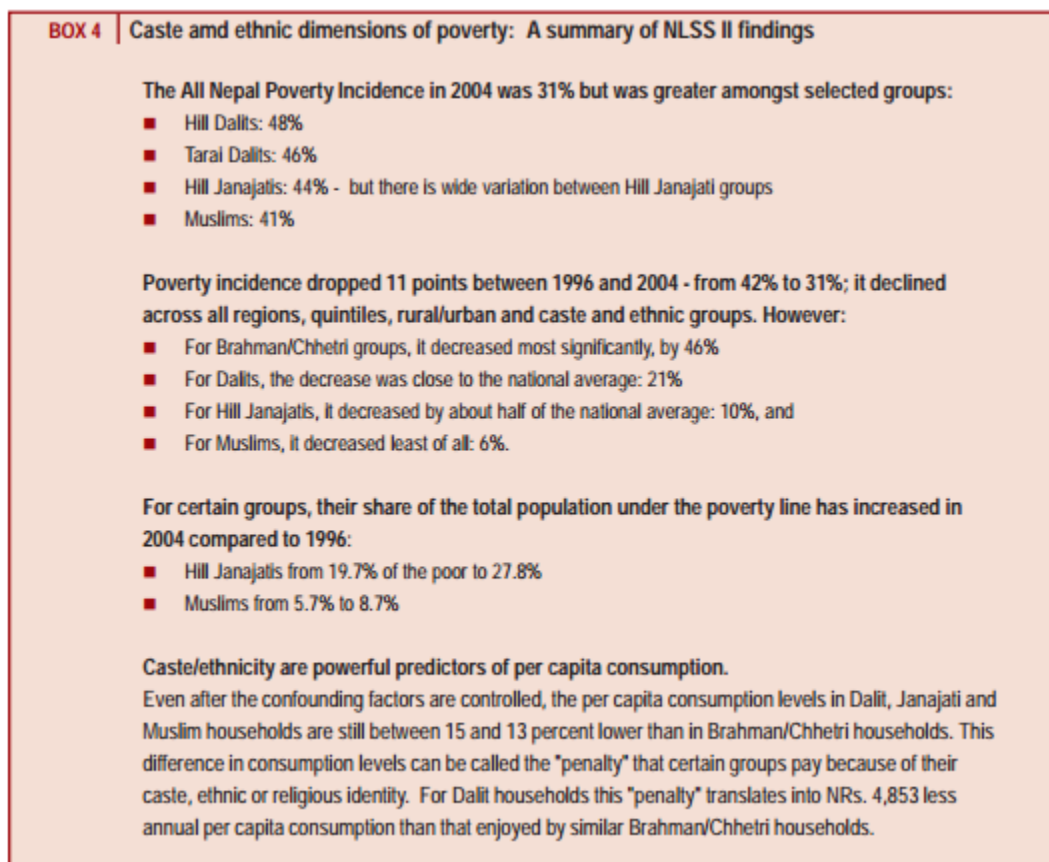 BOX 4 Caste amd ethnic dimensions of poverty: A summary of NLSS II findings
The All Nepal Poverty Incidence in 2004 was 31% but was greater amongst selected groups:
■ Hill Dalits: 48%
■ Tarai Dalits: 46%
■ Hill Janajatis: 44% - but there is wide variation between Hill Janajati groups
■ Muslims: 41%
Poverty incidence dropped 11 points between 1996 and 2004 - from 42% to 31%; it declined
across all regions, quintiles, rural/urban and caste and ethnic groups. However:
■ For Brahman/Chhetri groups, it decreased most significantly, by 46%
■ For Dalits, the decrease was close to the national average: 21%
■ For Hill Janajatis, it decreased by about half of the national average: 10%, and
■ For Muslims, it decreased least of all: 6%.
For certain groups, their share of the total population under the poverty line has increased in
2004 compared to 1996:
■ Hill Janajatis from 19.7% of the poor to 27.8%
■ Muslims from 5.7% to 8.7%
Caste/ethnicity are powerful predictors of per capita consumption.
Even after the confounding factors are controlled, the per capita consumption levels in Dalit, Janajati and
Muslim households are still between 15 and 13 percent lower than in Brahman/Chhetri households. This
difference in consumption levels can be called the "penalty" that certain groups pay because of their
caste, ethnic or religious identity. For Dalit households this "penalty" translates into NRs. 4,853 less
annual per capita consumption than that enjoyed by similar Brahman/Chhetri households.